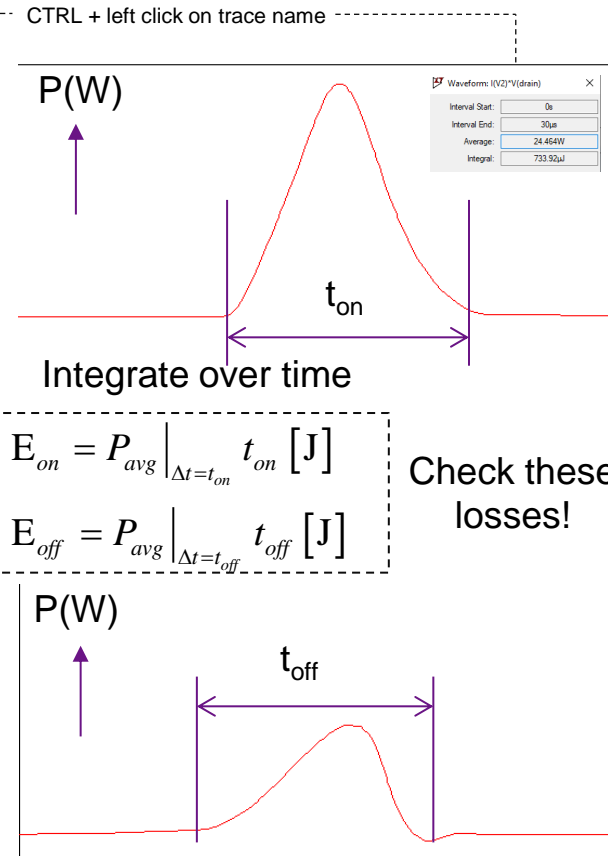 CTRL + left click on trace name
P(W)
Waveform: I(V2)*V(drain)
Interval Start: 0s
Interval End: 30µs
Average: 24.464W
Integral: 733.92µJ
t_on
Integrate over time
E_on = P_avg |_Δt=t_on t_on [J]
E_off = P_avg |_Δt=t_off t_off [J]
Check these
losses!
P(W)
t_off